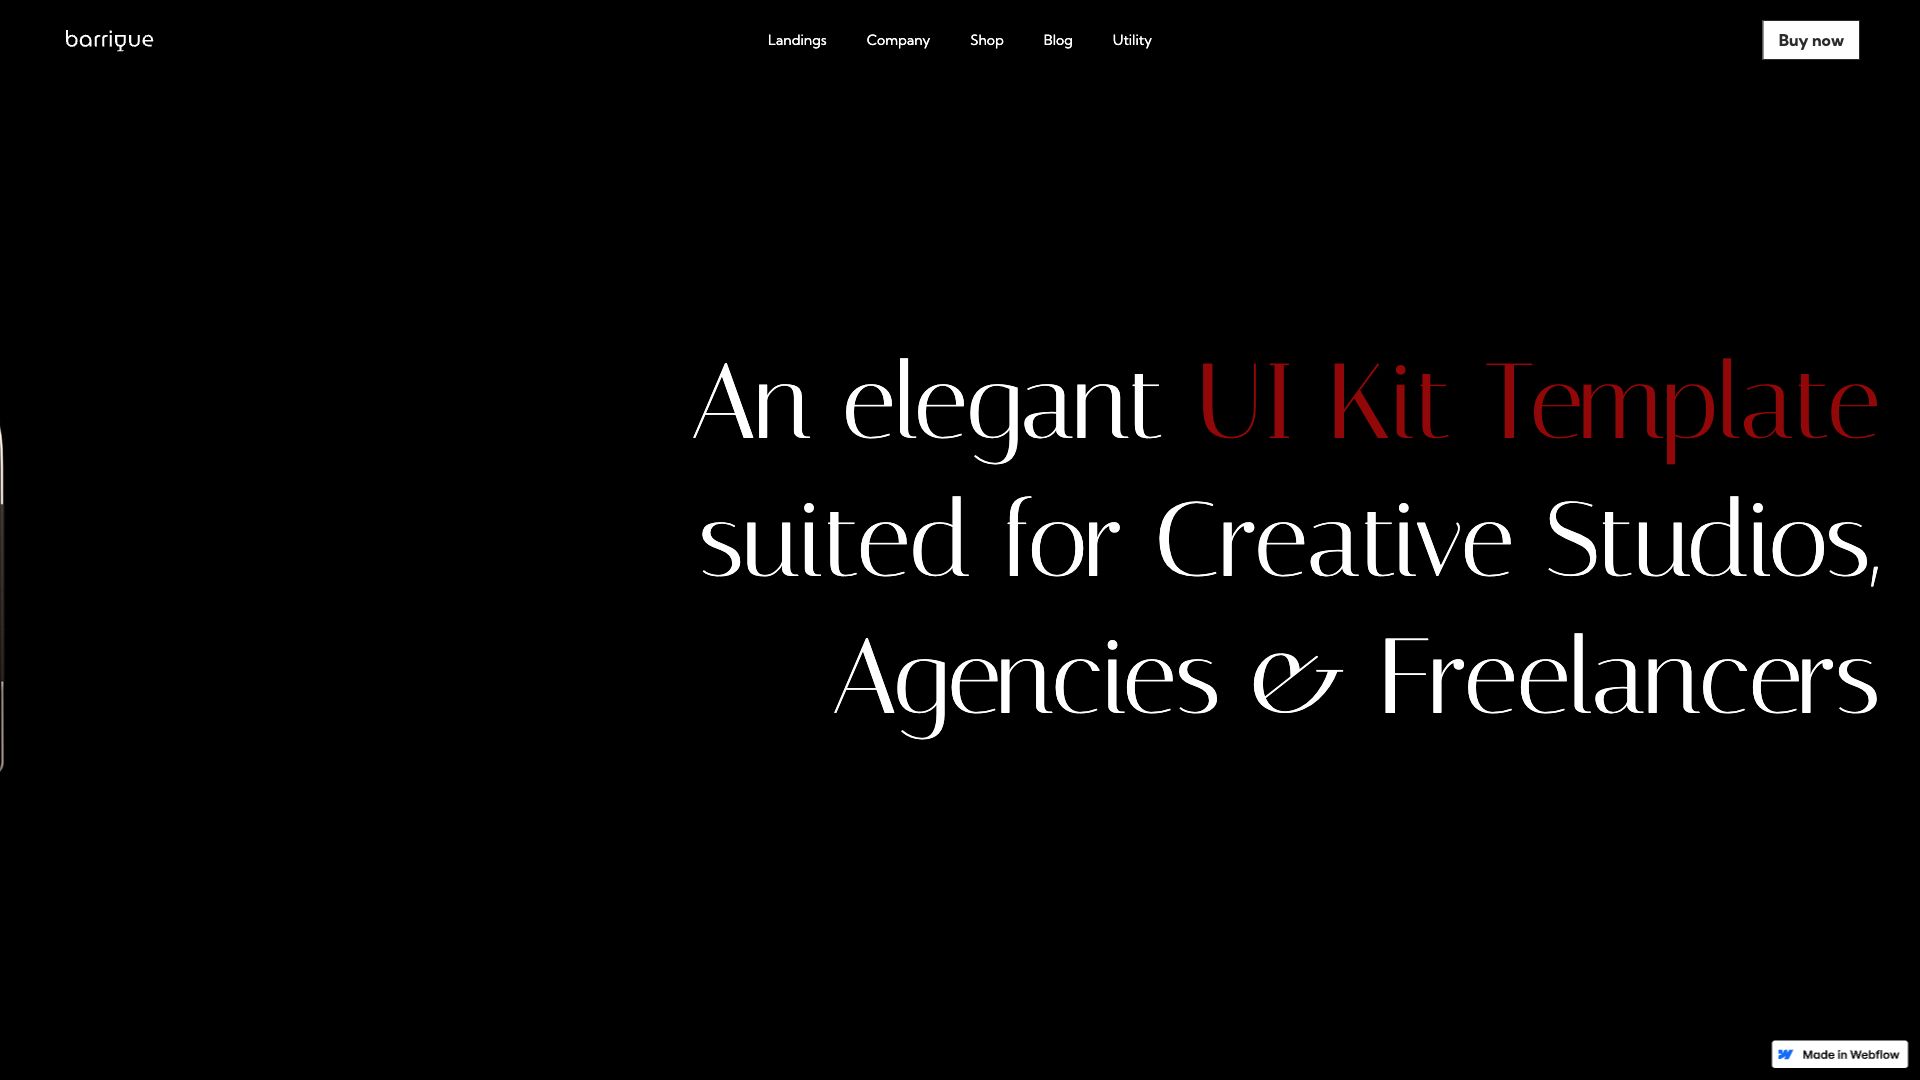 barrique
Landings Company Shop Blog Utility
Buy now
An elegant UI Kit Template
suited for Creative Studios,
Agencies & Freelancers
Made in Webflow